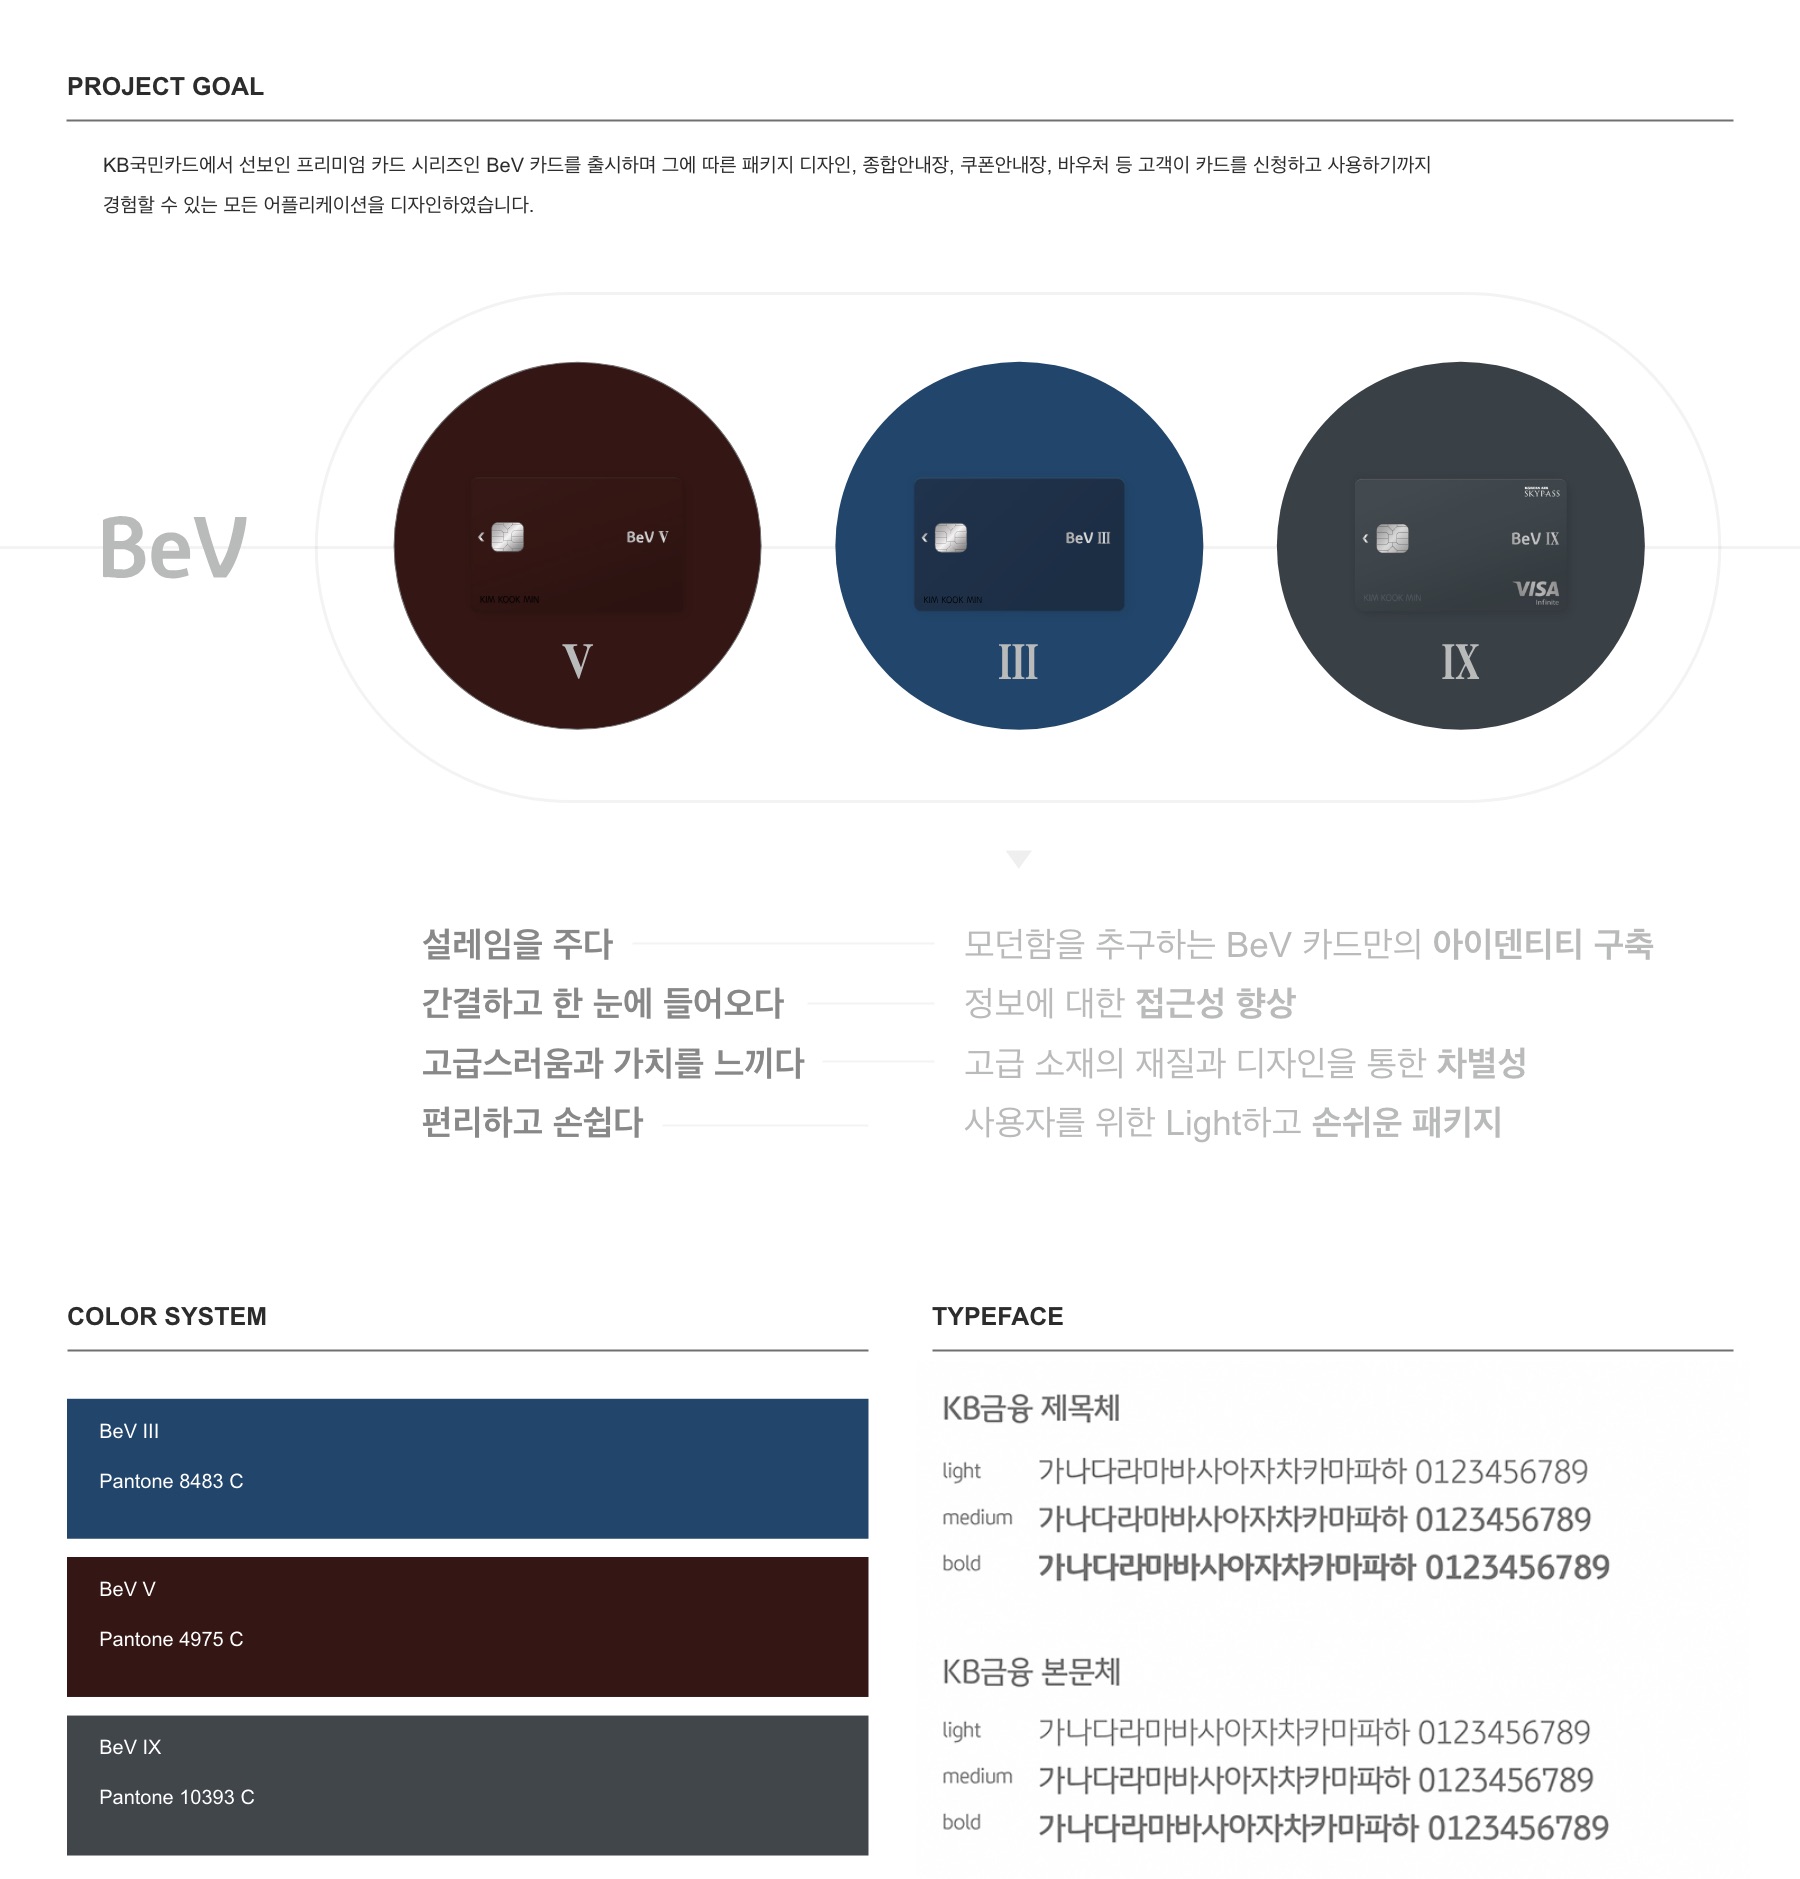 PROJECT GOAL
KB국민카드에서 선보인 프리미엄 카드 시리즈인 BeV 카드를 출시하며 그에 따른 패키지 디자인, 종합안내장, 쿠폰안내장, 바우처 등 고객이 카드를 신청하고 사용하기까지
경험할 수 있는 모든 어플리케이션을 디자인하였습니다.
BeV
BeV V
KIM KOOK MIN
V
BeV III
KIM KOOK MIN
III
SKYPASS
BeV IX
KIM KOOK MIN
VISA
Infinite
IX
설레임을 주다 모던함을 추구하는 BeV 카드만의 아이덴티티 구축
간결하고 한 눈에 들어오다 정보에 대한 접근성 향상
고급스러움과 가치를 느끼다 고급 소재의 재질과 디자인을 통한 차별성
편리하고 손쉽다 사용자를 위한 Light하고 손쉬운 패키지
COLOR SYSTEM
BeV III
Pantone 8483 C
BeV V
Pantone 4975 C
BeV IX
Pantone 10393 C
TYPEFACE
KB금융 제목체
light 가나다라마바사아자차카마파하 0123456789
medium 가나다라마바사아자차카마파하 0123456789
bold 가나다라마바사아자차카마파하 0123456789
KB금융 본문체
light 가나다라마바사아자차카마파하 0123456789
medium 가나다라마바사아자차카마파하 0123456789
bold 가나다라마바사아자차카마파하 0123456789